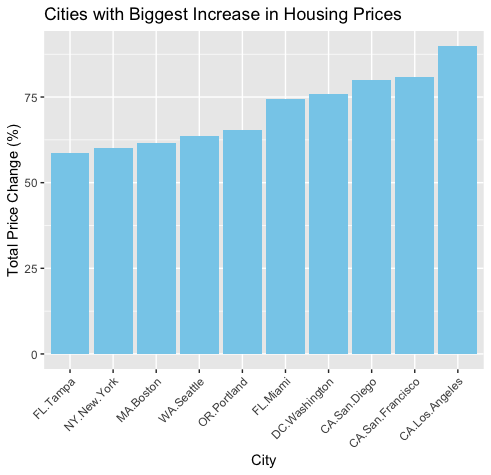 Cities with Biggest Increase in Housing Prices
Total Price Change (%)
75
50
25
0
FL.Tampa
NY.New.York
MA.Boston
WA.Seattle
OR.Portland
FL.Miami
DC.Washington
CA.San.Diego
CA.San.Francisco
CA.Los.Angeles
City